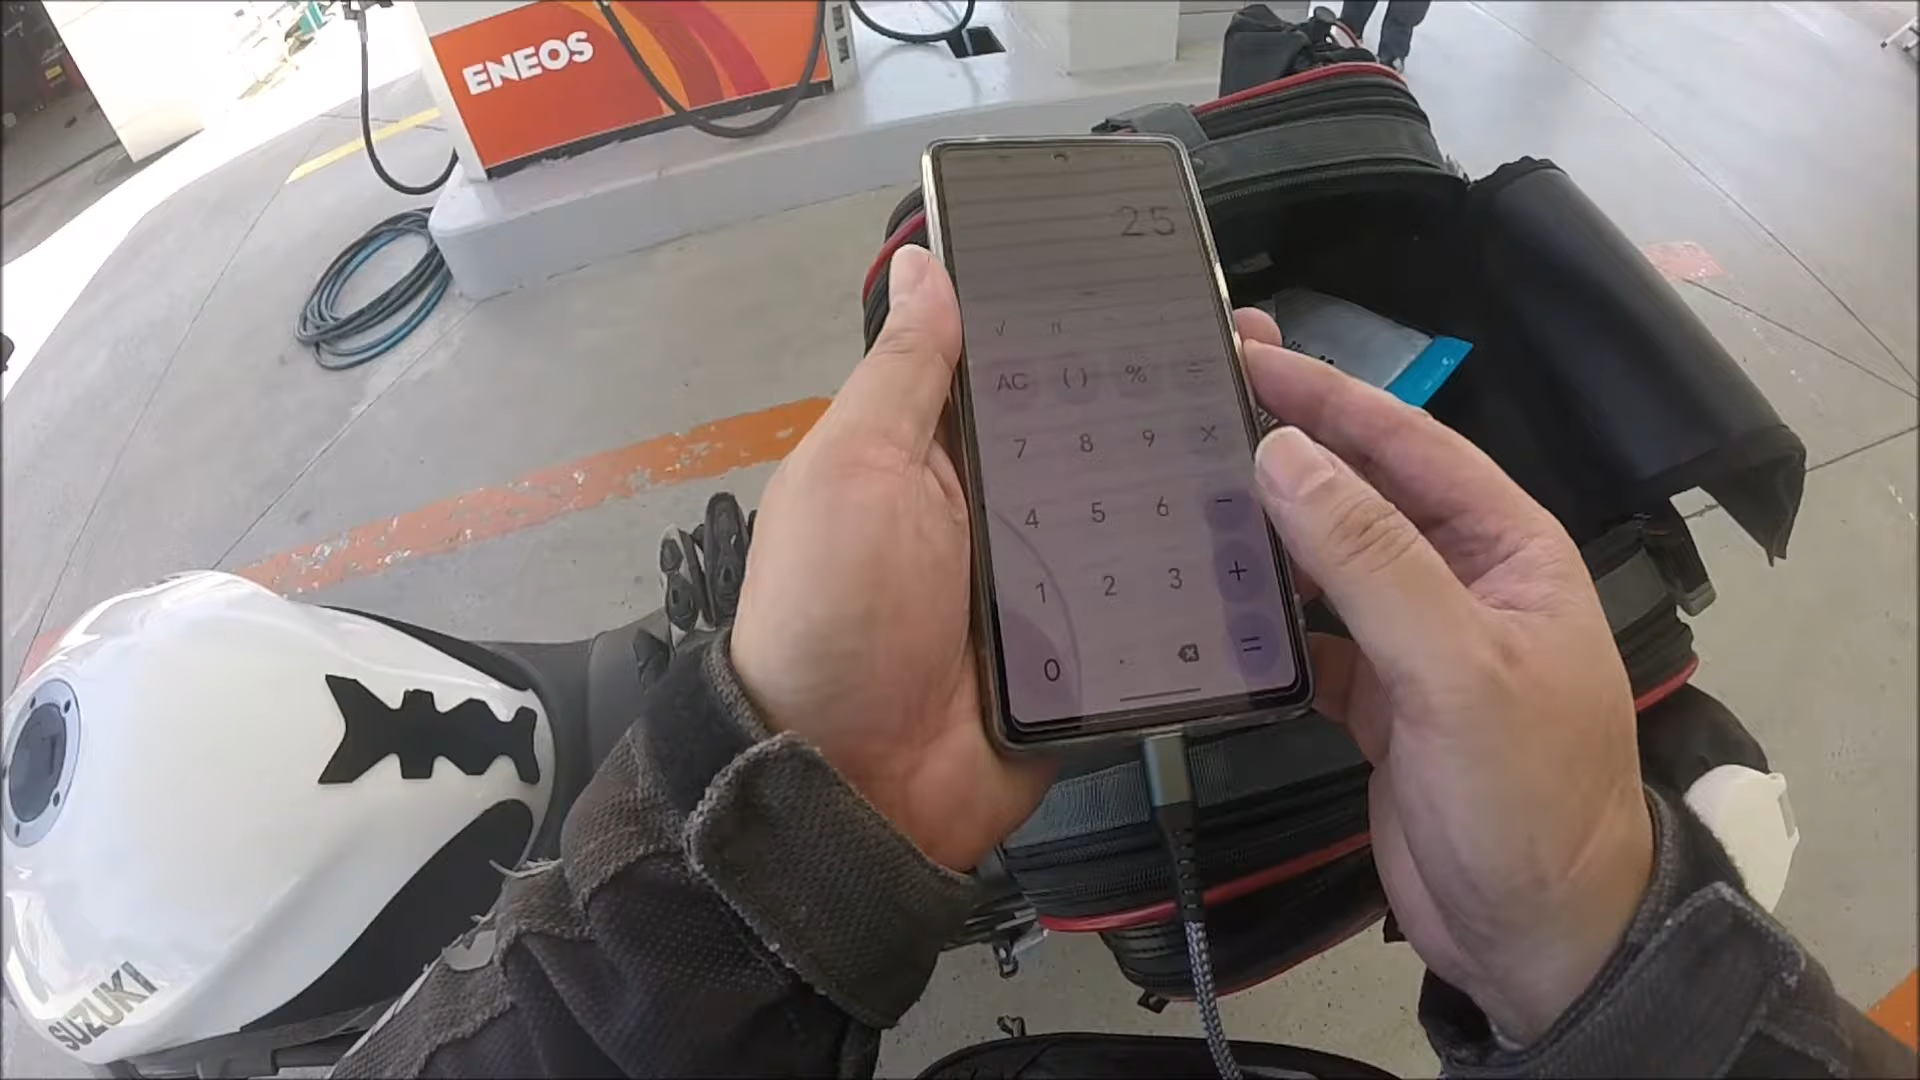 ENEOS
25
√ π
AC ( ) % ÷
7 8 9 ×
4 5 6 −
1 2 3 +
0 . =
SUZUKI